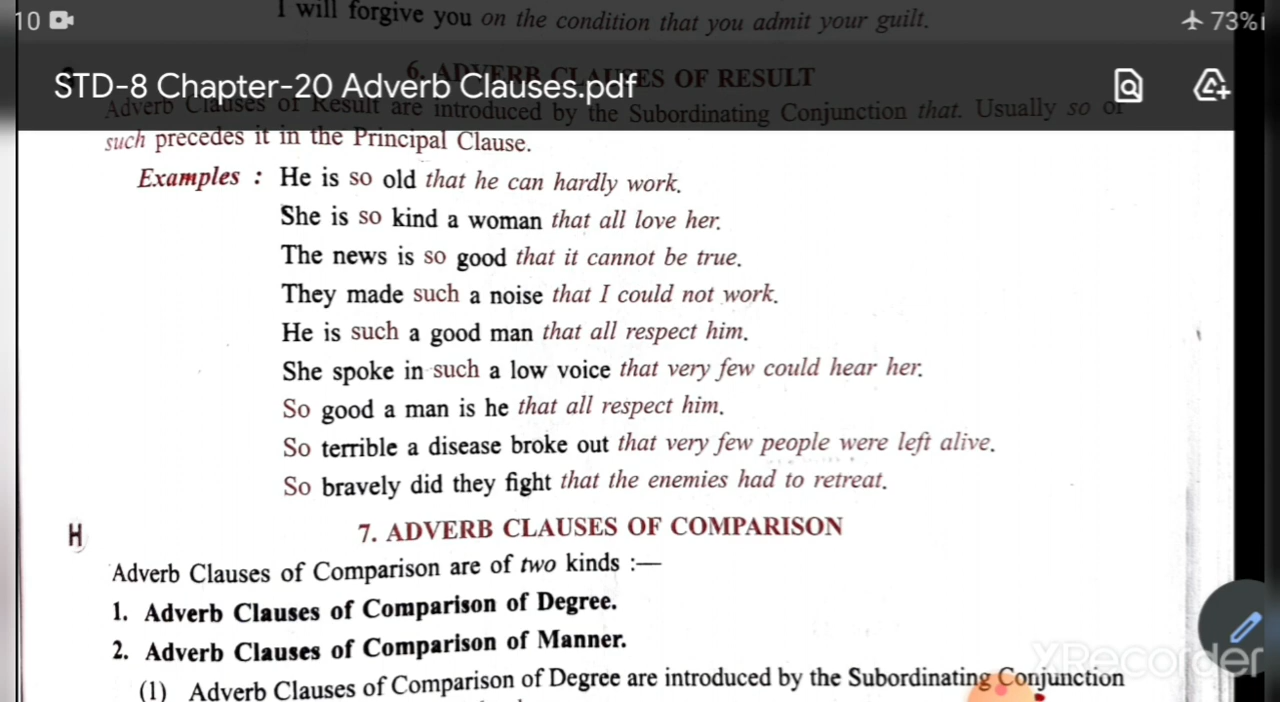 I will forgive you on the condition that you admit your guilt.
10 73%
STD-8 Chapter-20 Adverb Clauses.pdf
6. ADVERB CLAUSES OF RESULT
Adverb Clauses of Result are introduced by the Subordinating Conjunction that. Usually so or
such precedes it in the Principal Clause.
Examples : He is so old that he can hardly work.
She is so kind a woman that all love her.
The news is so good that it cannot be true.
They made such a noise that I could not work.
He is such a good man that all respect him.
She spoke in such a low voice that very few could hear her.
So good a man is he that all respect him.
So terrible a disease broke out that very few people were left alive.
So bravely did they fight that the enemies had to retreat.
H 7. ADVERB CLAUSES OF COMPARISON
Adverb Clauses of Comparison are of two kinds :—
1. Adverb Clauses of Comparison of Degree.
2. Adverb Clauses of Comparison of Manner.
XRecorder
(1) Adverb Clauses of Comparison of Degree are introduced by the Subordinating Conjunction